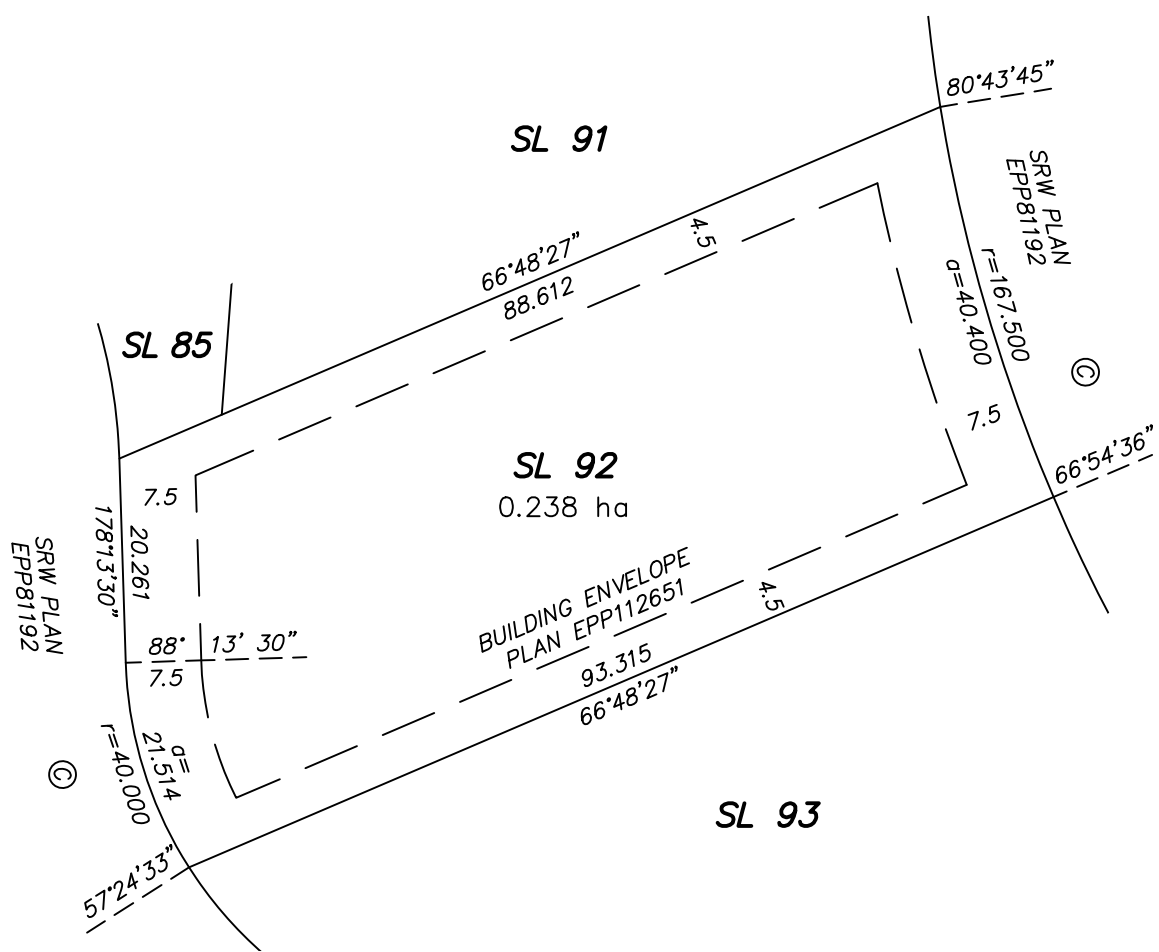 80°43'45"
SL 91
SRW PLAN
EPP81192
4.5
66°48'27"
88.612
r=167.500
a=40.400
SL 85
©
7.5
66°54'36"
SL 92
0.238 ha
7.5
20.261
178°13'30"
SRW PLAN
EPP81192
BUILDING ENVELOPE
PLAN EPP112651
4.5
88° 13' 30"
7.5
93.315
66°48'27"
a=
21.514
r=40.000
©
SL 93
57°24'33"